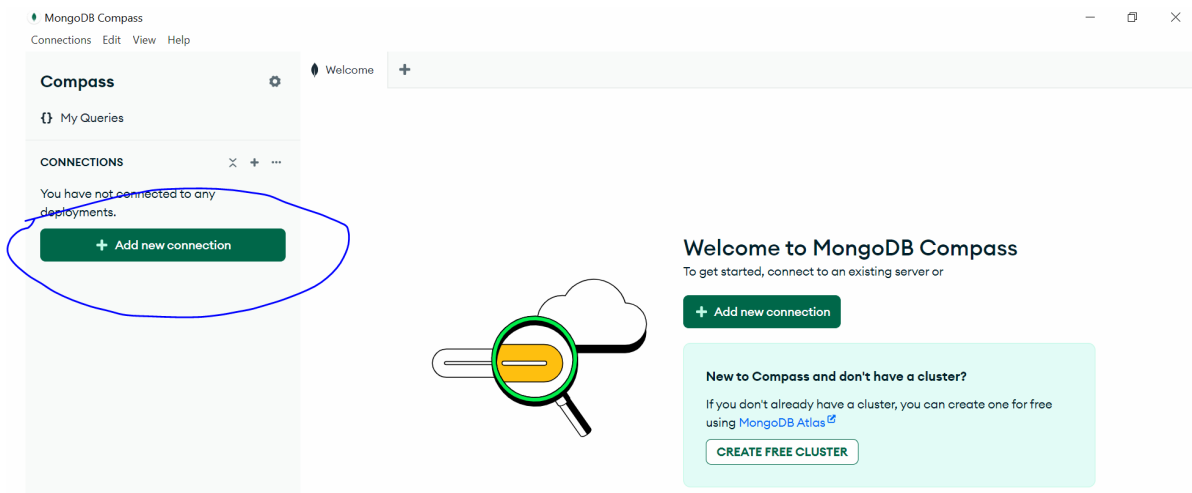 MongoDB Compass
Connections Edit View Help
Compass
{} My Queries
CONNECTIONS
You have not connected to any
deployments.
+ Add new connection
Welcome
Welcome to MongoDB Compass
To get started, connect to an existing server or
+ Add new connection
New to Compass and don't have a cluster?
If you don't already have a cluster, you can create one for free
using MongoDB Atlas
CREATE FREE CLUSTER